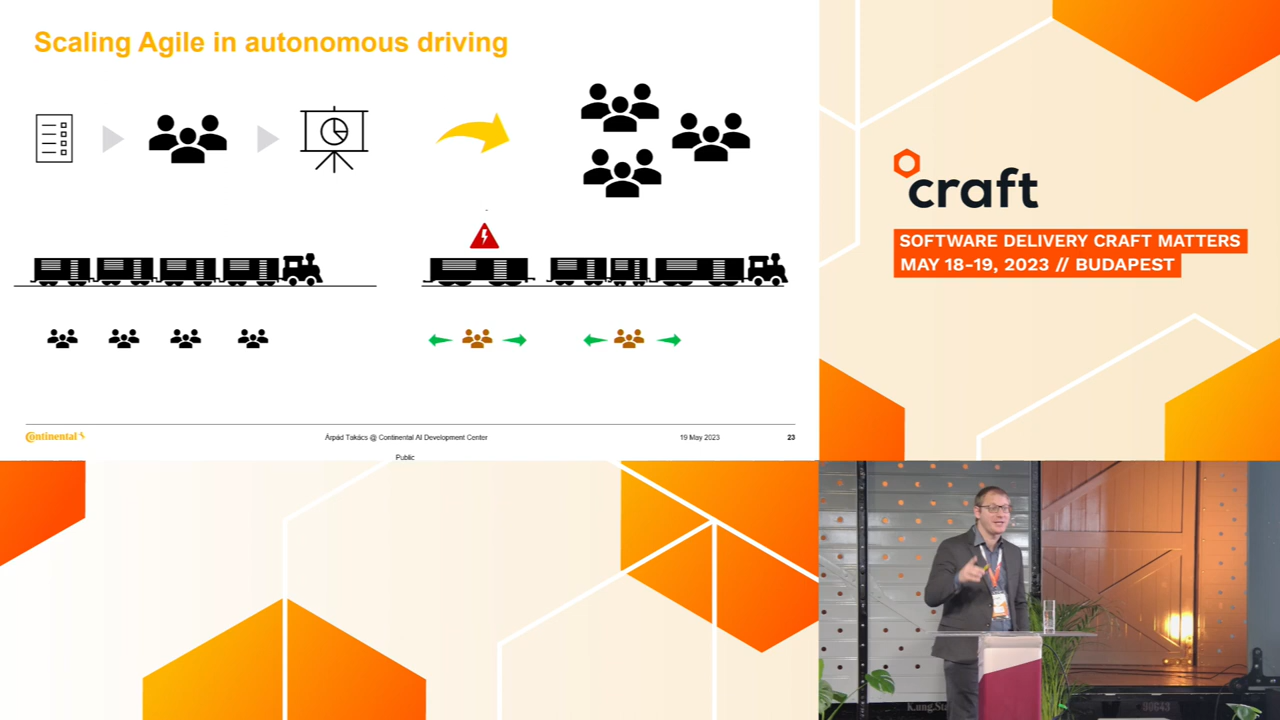 Scaling Agile in autonomous driving
Continental
Árpád Takács @ Continental AI Development Center
19 May 2023
23
Public
craft
SOFTWARE DELIVERY CRAFT MATTERS
MAY 18-19, 2023 // BUDAPEST